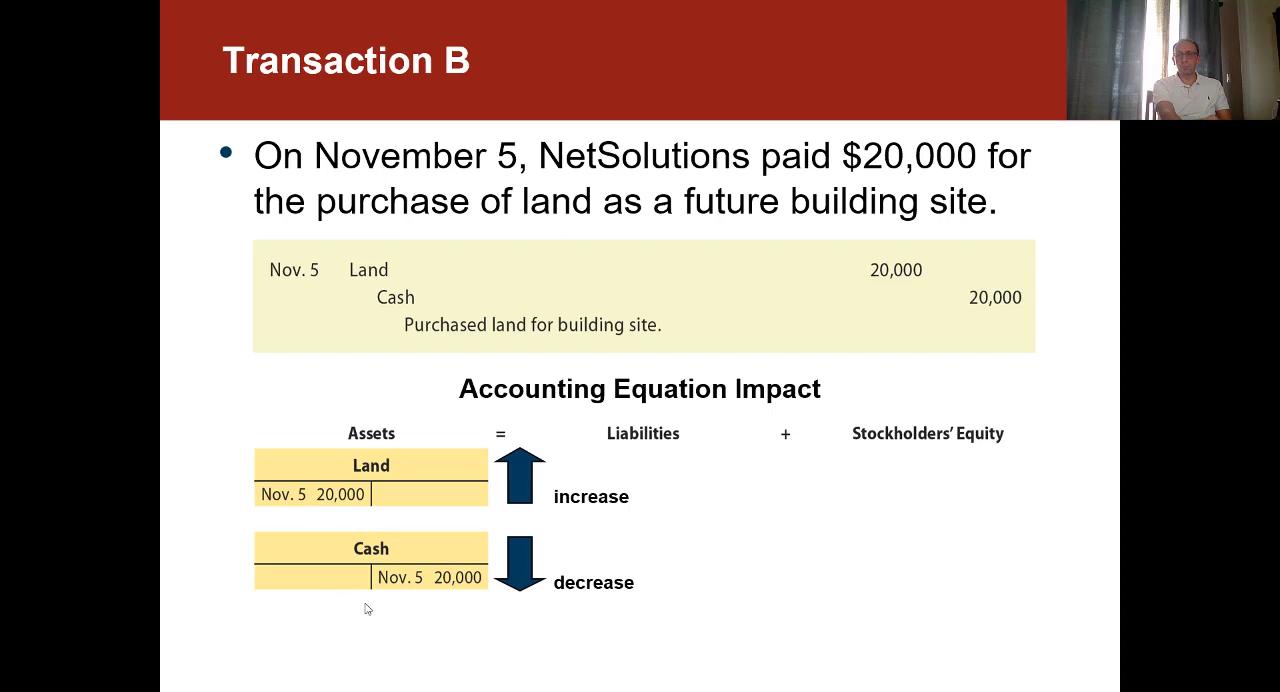 Transaction B
• On November 5, NetSolutions paid $20,000 for
the purchase of land as a future building site.
Nov. 5 Land 20,000
Cash 20,000
Purchased land for building site.
Accounting Equation Impact
Assets = Liabilities + Stockholders’ Equity
Land
Nov. 5 20,000
increase
Cash
Nov. 5 20,000
decrease